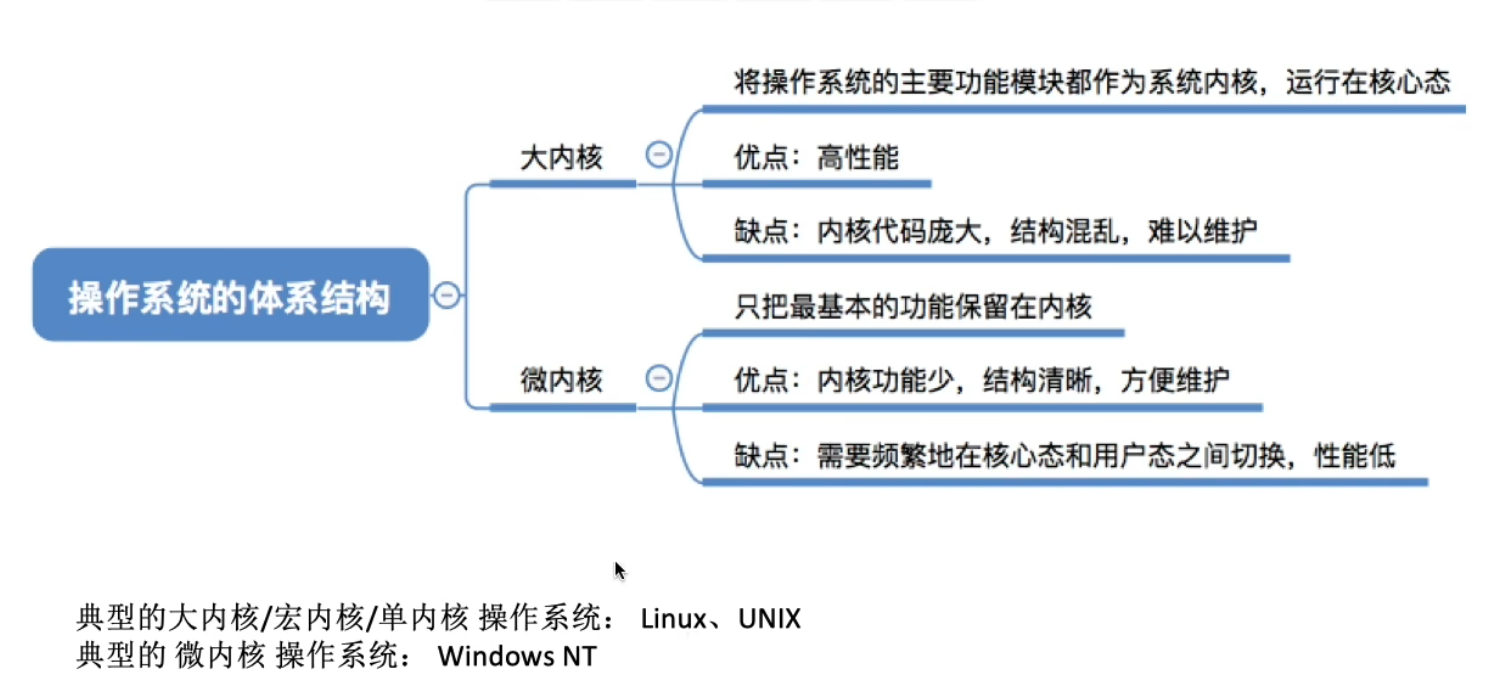 将操作系统的主要功能模块都作为系统内核，运行在核心态
大内核
优点：高性能
缺点：内核代码庞大，结构混乱，难以维护
操作系统的体系结构
只把最基本的功能保留在内核
微内核
优点：内核功能少，结构清晰，方便维护
缺点：需要频繁地在核心态和用户态之间切换，性能低
典型的大内核/宏内核/单内核 操作系统： Linux、UNIX
典型的 微内核 操作系统： Windows NT